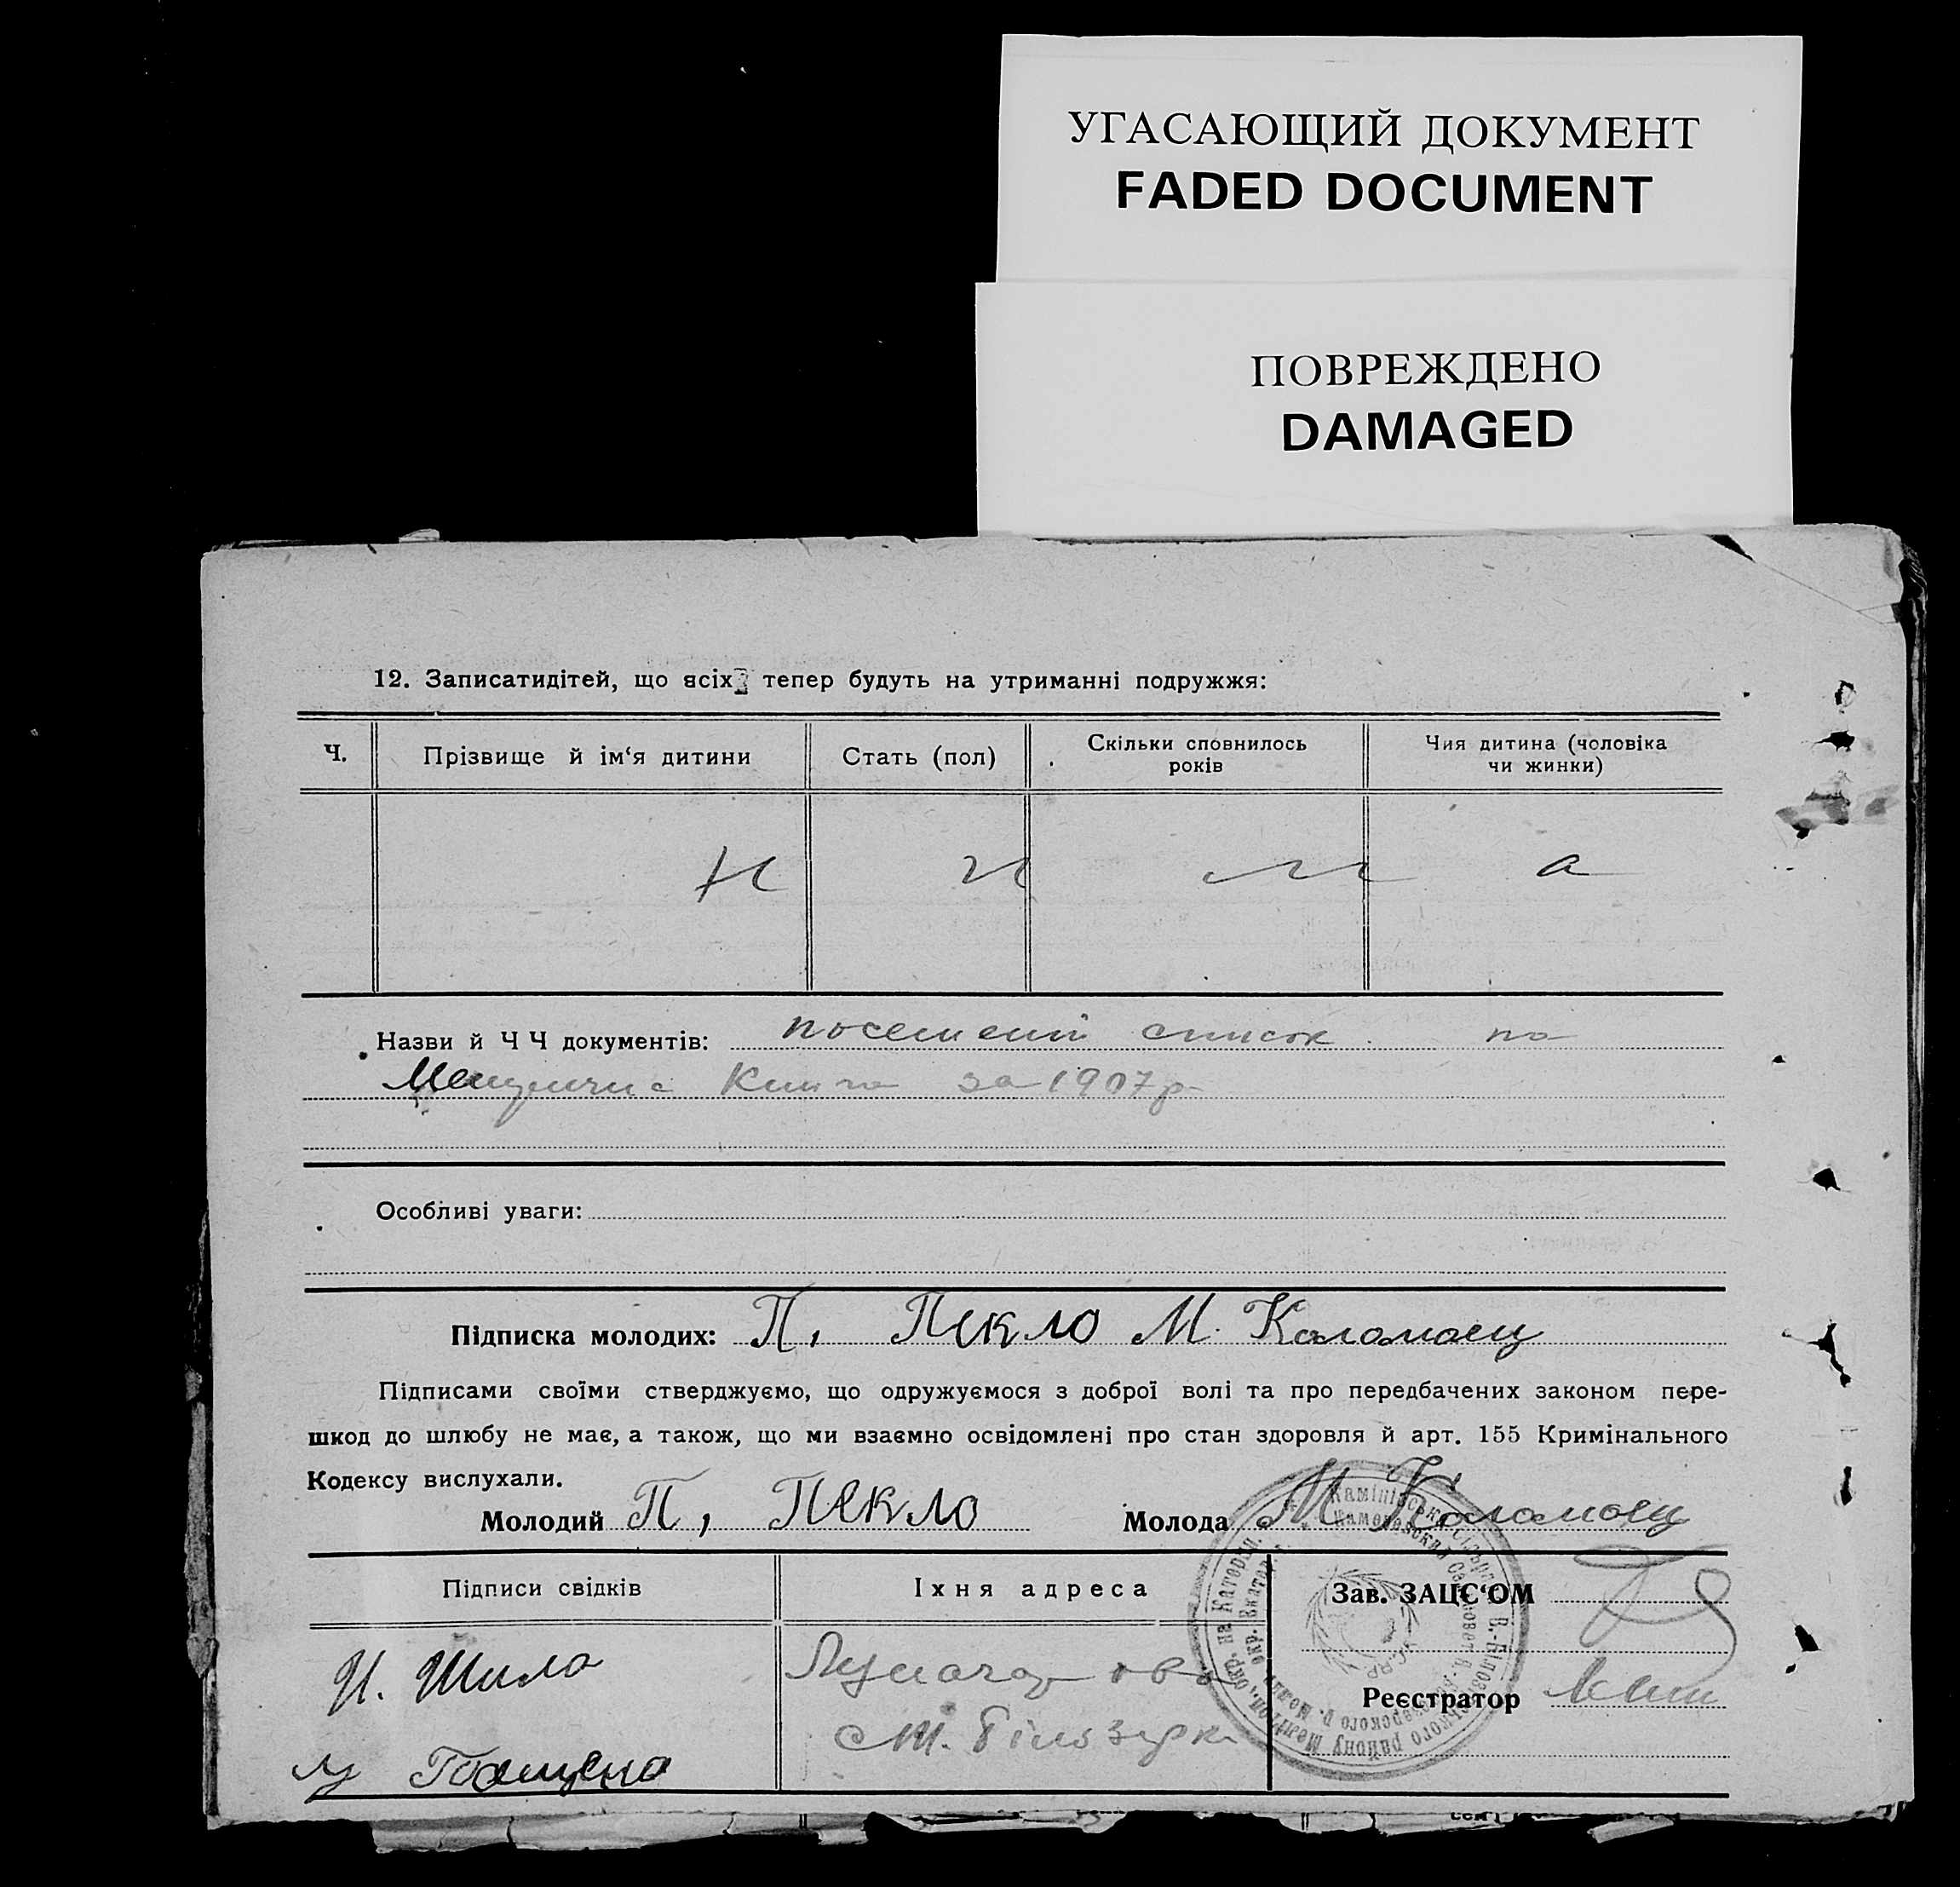 УГАСАЮЩИЙ ДОКУМЕНТ
FADED DOCUMENT
ПОВРЕЖДЕНО
DAMAGED
12. Записатидітей, що всіх тепер будуть на утриманні подружжя:
Ч. Прізвище й ім‘я дитини Стать (пол) Скільки сповнилось років Чия дитина (чоловіка чи жинки)
н и м а
Назви й Ч Ч документів: список по
Книга за 1907 р
Особливі уваги:
Підписка молодих: П, Пекло М. Коломоец
Підписами своїми стверджуємо, що одружуємося з доброї волі та про передбачених законом пере-
шкод до шлюбу не має, а також, що ми взаємно освідомлені про стан здоровля й арт. 155 Кримінального
Кодексу вислухали.
Молодий П, Пекло Молода М Коломоец
Підписи свідків Їхня адреса Зав. ЗАЦС‘ОМ
Н. Шило
Реєстратор
М. Білозерка